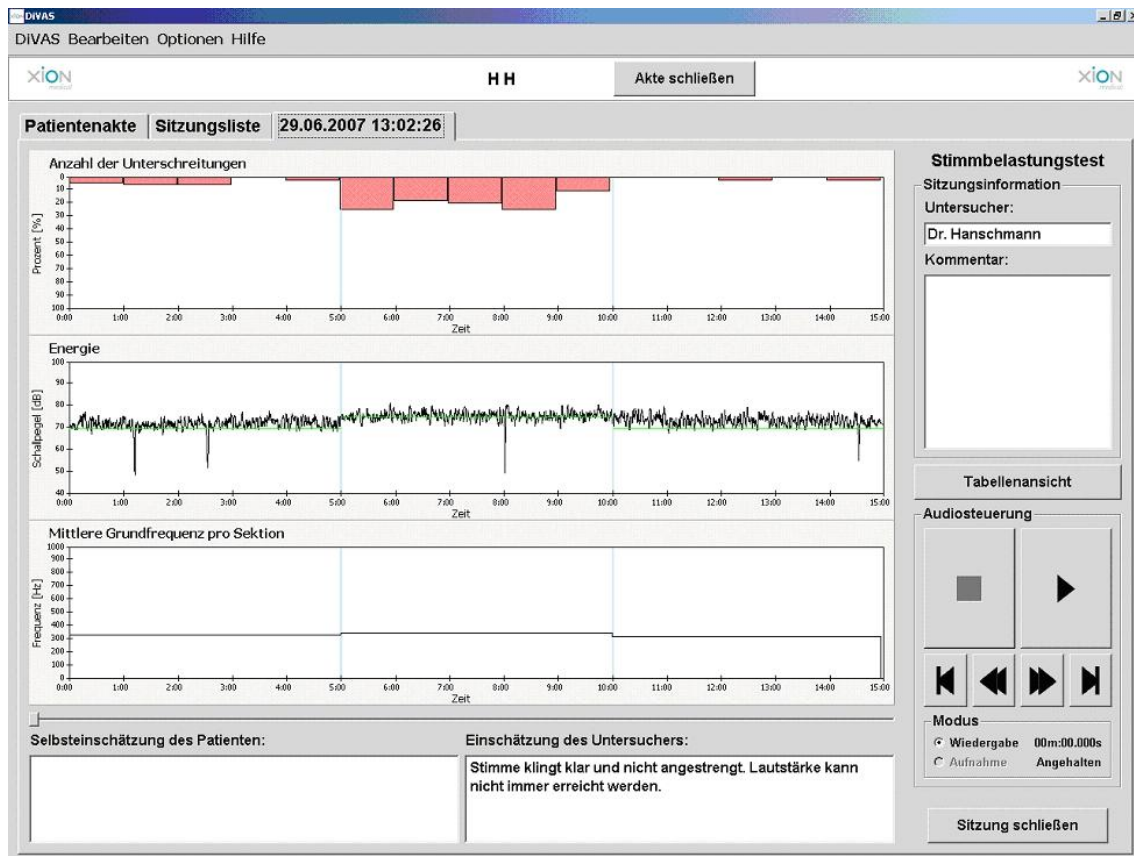 DiVAS
DiVAS Bearbeiten Optionen Hilfe
xion medical
H H
Akte schließen
xion medical
Patientenakte Sitzungsliste 29.06.2007 13:02:26
Anzahl der Unterschreitungen
Prozent [%]
0
10
20
30
40
50
60
70
80
90
100
0:00 1:00 2:00 3:00 4:00 5:00 6:00 7:00 8:00 9:00 10:00 11:00 12:00 13:00 14:00 15:00
Zeit
Energie
Schallpegel [dB]
100
90
80
70
60
50
40
0:00 1:00 2:00 3:00 4:00 5:00 6:00 7:00 8:00 9:00 10:00 11:00 12:00 13:00 14:00 15:00
Zeit
Mittlere Grundfrequenz pro Sektion
Frequenz [Hz]
1000
900
800
700
600
500
400
300
200
100
0
0:00 1:00 2:00 3:00 4:00 5:00 6:00 7:00 8:00 9:00 10:00 11:00 12:00 13:00 14:00 15:00
Zeit
Selbsteinschätzung des Patienten:
Einschätzung des Untersuchers:
Stimme klingt klar und nicht angestrengt. Lautstärke kann
nicht immer erreicht werden.
Stimmbelastungstest
Sitzungsinformation
Untersucher:
Dr. Hanschmann
Kommentar:
Tabellenansicht
Audiosteuerung
Modus
Wiedergabe 00m:00.000s
Aufnahme Angehalten
Sitzung schließen